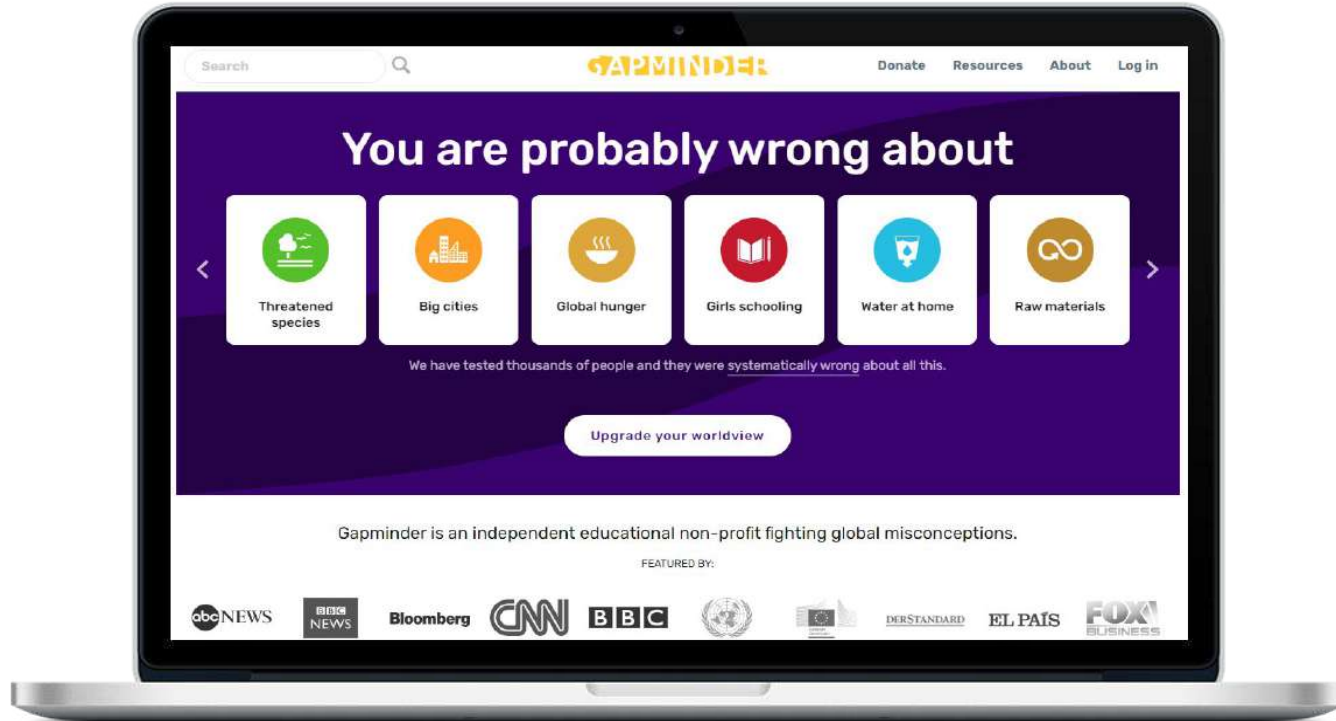 Search
GAPMINDER
Donate Resources About Log in
You are probably wrong about
Threatened
species
Big cities
Global hunger
Girls schooling
Water at home
Raw materials
We have tested thousands of people and they were systematically wrong about all this.
Upgrade your worldview
Gapminder is an independent educational non-profit fighting global misconceptions.
FEATURED BY:
abc NEWS
BBC
NEWS
Bloomberg
CNN
BBC
DERSTANDARD
EL PAÍS
FOX
BUSINESS